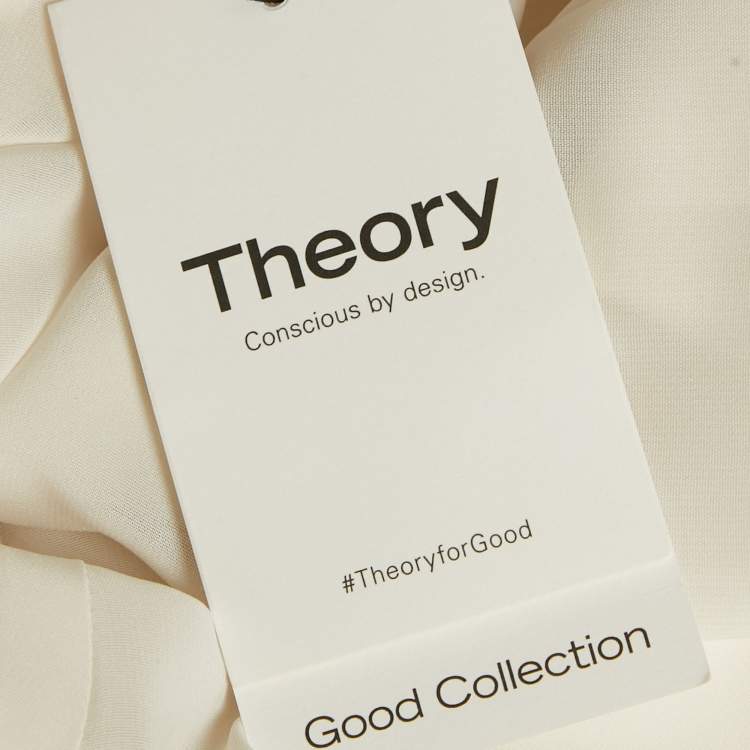 Theory
Conscious by design.
#TheoryforGood
Good Collection